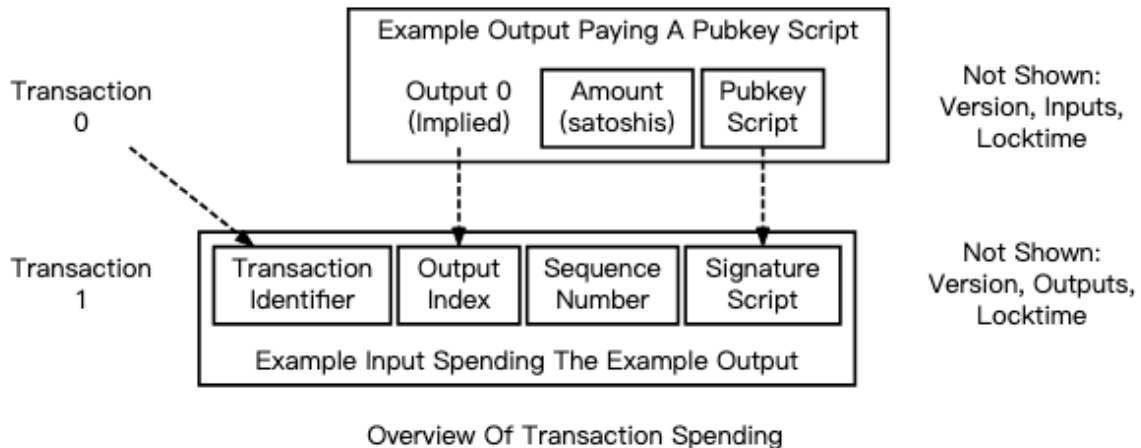 Example Output Paying A Pubkey Script
Transaction
0
Output 0
(Implied)
Amount
(satoshis)
Pubkey
Script
Not Shown:
Version, Inputs,
Locktime
Transaction
1
Transaction
Identifier
Output
Index
Sequence
Number
Signature
Script
Not Shown:
Version, Outputs,
Locktime
Example Input Spending The Example Output
Overview Of Transaction Spending